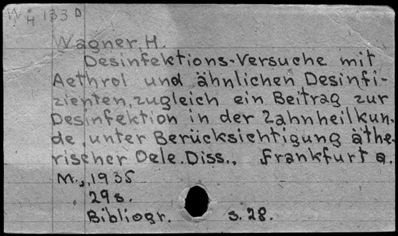 W H 133 D
Wagner, H.
Desinfektions-Versuche mit
Aethrol und ähnlichen Desinfi-
zienten, zugleich ein Beitrag zur
Desinfektion in der Zahnheilkun-
de, unter Berücksichtigung äthe-
rischer Oele. Diss., Frankfurt a.
M., 1935
29 s.
Bibliogr. s. 28.